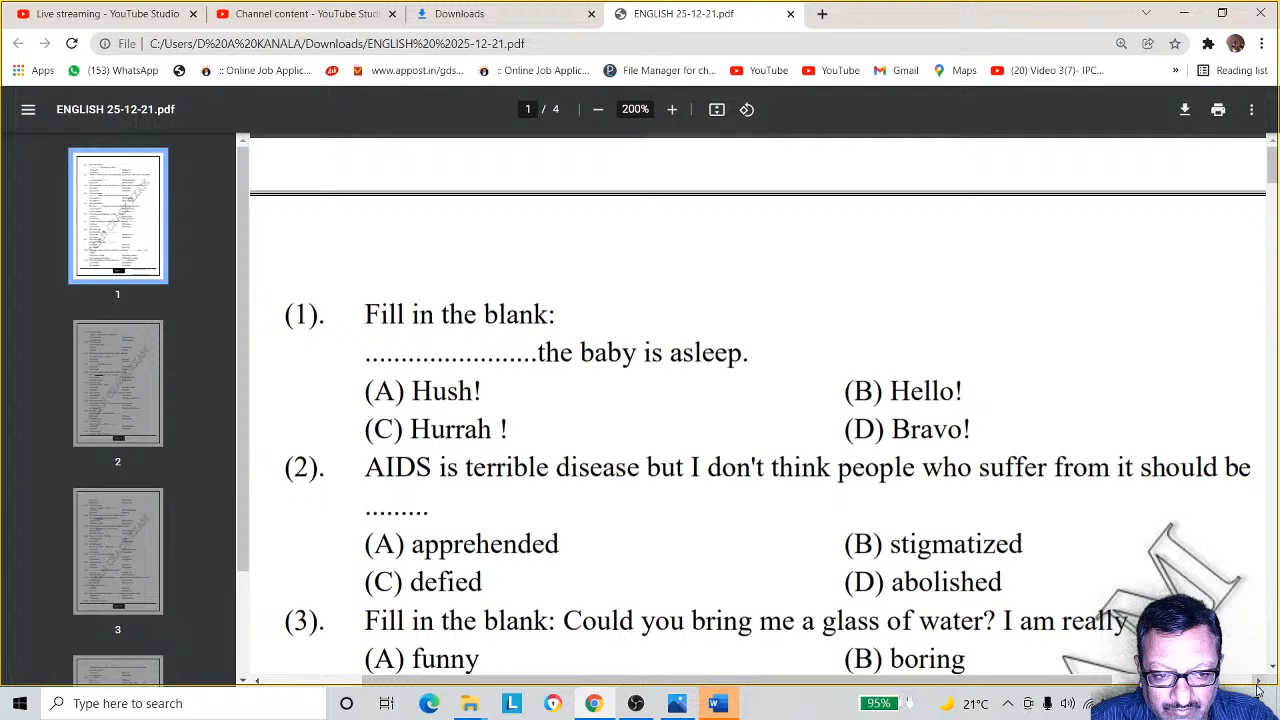 Live streaming - YouTube Studio
Channel content - YouTube Studi
Downloads
ENGLISH 25-12-21.pdf
File
C:/Users/D%20A%20KANALA/Downloads/ENGLISH%20%2025-12-21.pdf
Apps
(153) WhatsApp
:: Online Job Applic...
www.appost.in/gds...
:: Online Job Applic...
File Manager for ch...
YouTube
YouTube
Gmail
Maps
(20) Video 3(7)- IPC...
»
Reading list
ENGLISH 25-12-21.pdf
1 / 4
200%
1
2
3
(1). Fill in the blank:
........................the baby is asleep.
(A) Hush! (B) Hello!
(C) Hurrah ! (D) Bravo!
(2). AIDS is terrible disease but I don't think people who suffer from it should be
.........
(A) apprehended (B) stigmatized
(C) defied (D) abolished
(3). Fill in the blank: Could you bring me a glass of water? I am really
(A) funny (B) boring
Type here to search
95%
21°C